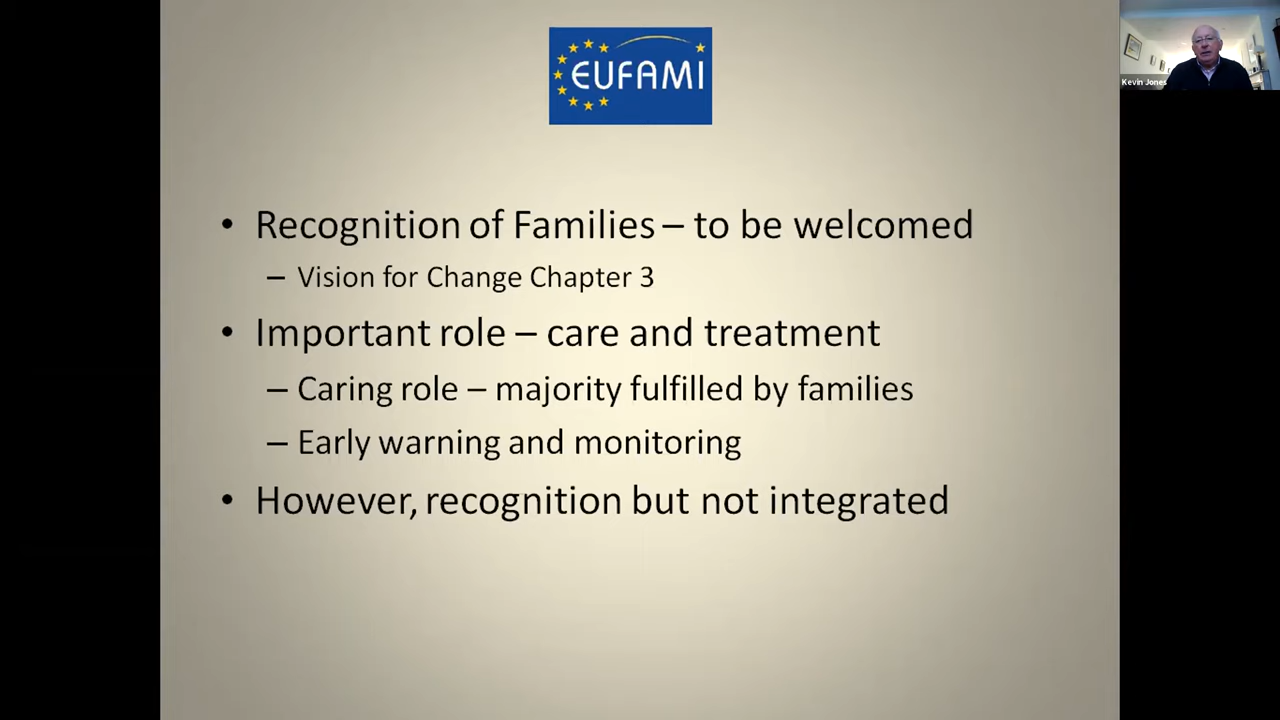 EUFAMI
Kevin Jones
• Recognition of Families – to be welcomed
– Vision for Change Chapter 3
• Important role – care and treatment
– Caring role – majority fulfilled by families
– Early warning and monitoring
• However, recognition but not integrated